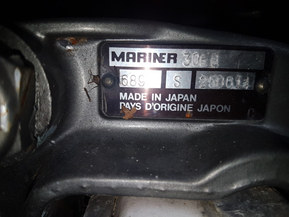 MARINER
689 S
MADE IN JAPAN
PAYS D'ORIGINE JAPON